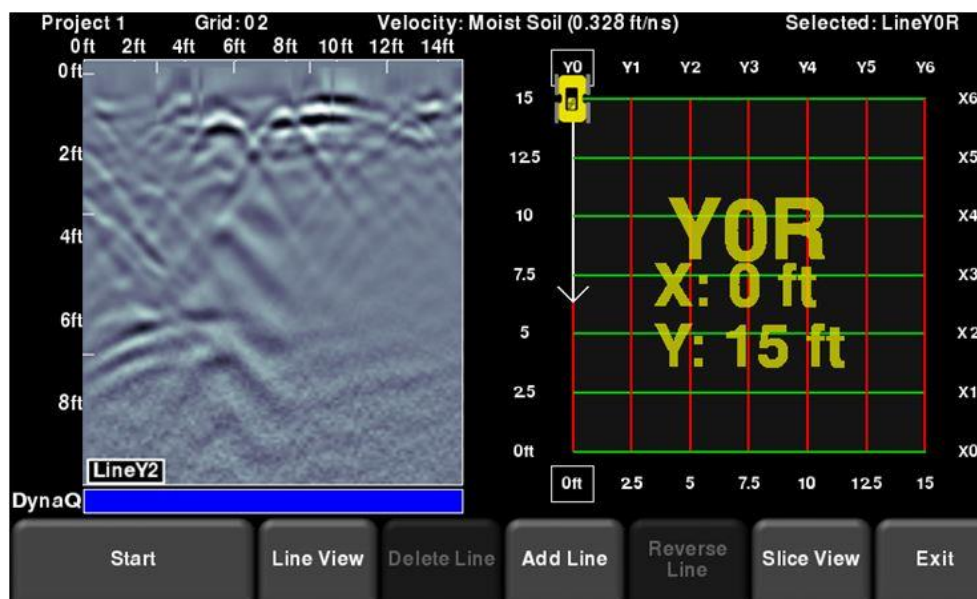 Project 1 Grid: 02 Velocity: Moist Soil (0.328 ft/ns) Selected: LineY0R
0ft 2ft 4ft 6ft 8ft 10ft 12ft 14ft
0ft
2ft
4ft
6ft
8ft
LineY2
DynaQ
Y0 Y1 Y2 Y3 Y4 Y5 Y6
15 X6
12.5 X5
10 X4
7.5 X3
5 X2
2.5 X1
0ft X0
Y0R
X: 0 ft
Y: 15 ft
0ft 2.5 5 7.5 10 12.5 15
Start Line View Delete Line Add Line Reverse Line Slice View Exit